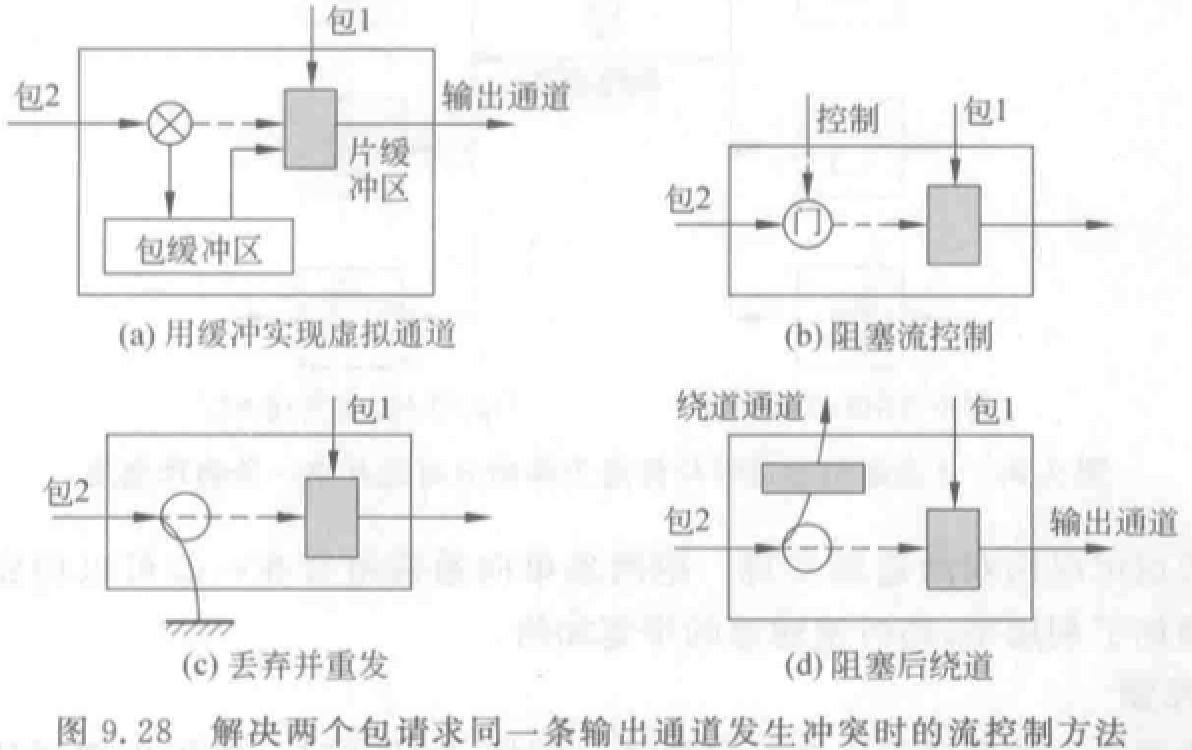 包1
包2
输出通道
片缓
冲区
包缓冲区
(a) 用缓冲实现虚拟通道
控制
包1
包2
门
(b) 阻塞流控制
包1
包2
(c) 丢弃并重发
绕道通道
包1
包2
输出通道
(d) 阻塞后绕道
图 9.28 解决两个包请求同一条输出通道发生冲突时的流控制方法